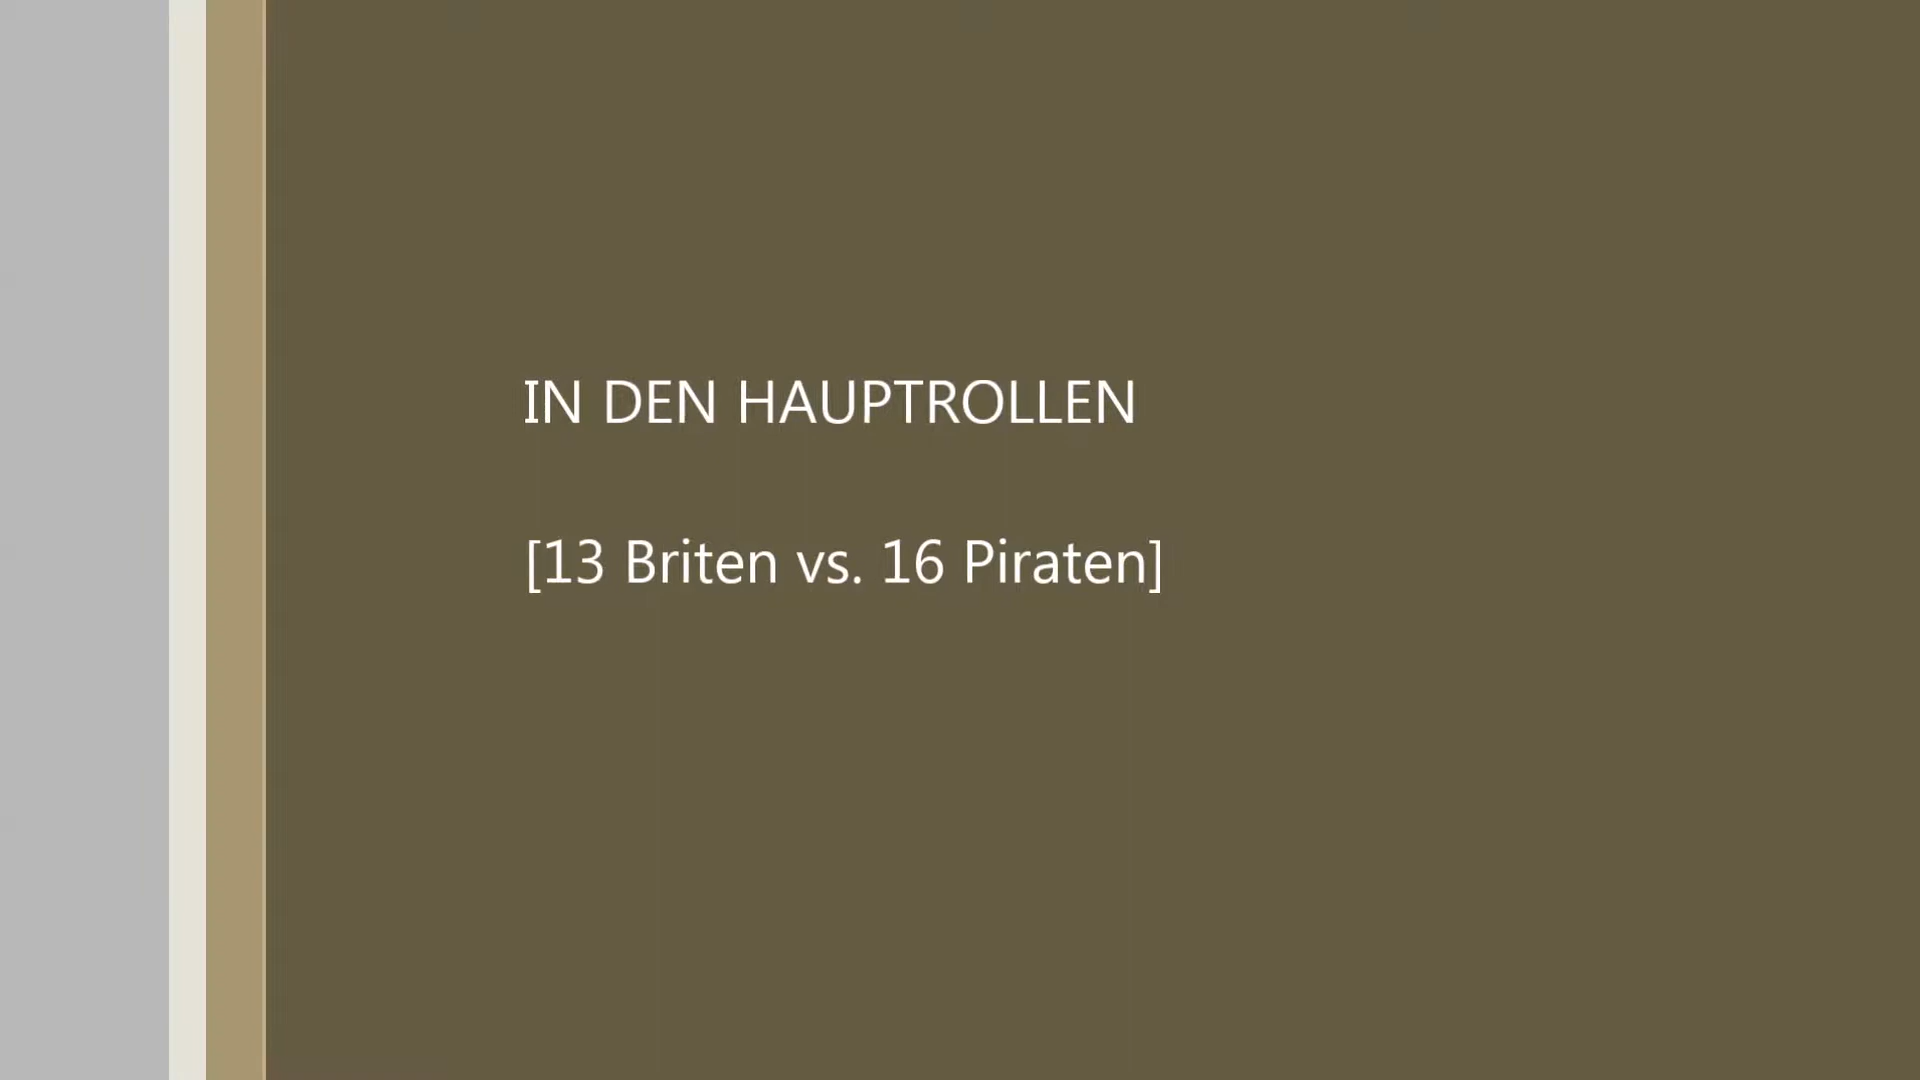 IN DEN HAUPTROLLEN
[13 Briten vs. 16 Piraten]